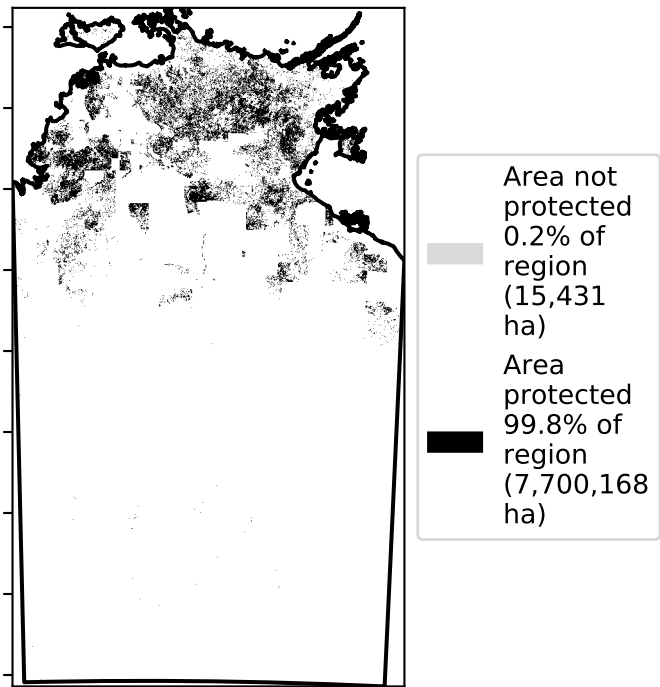 Area not
protected
0.2% of
region
(15,431
ha)
Area
protected
99.8% of
region
(7,700,168
ha)